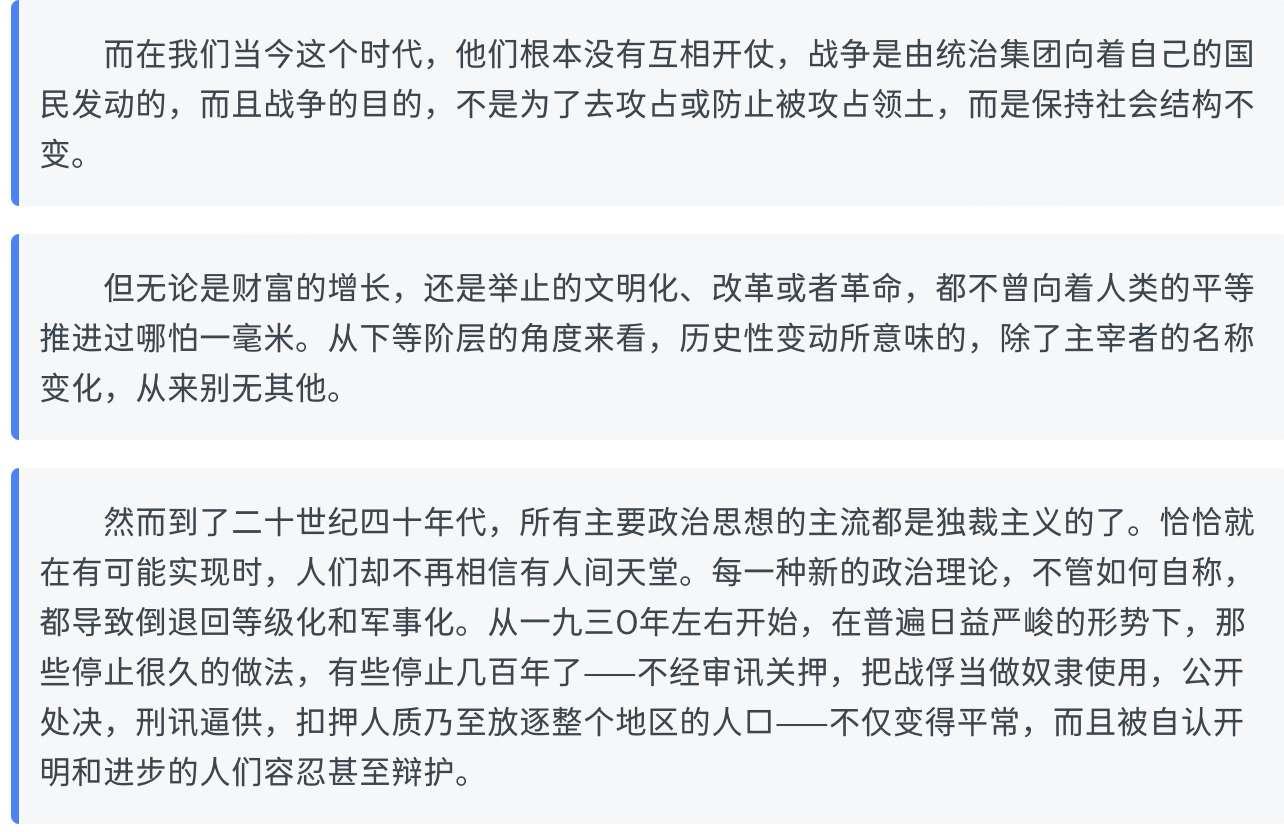 而在我们当今这个时代，他们根本没有互相开仗，战争是由统治集团向着自己的国
民发动的，而且战争的目的，不是为了去攻占或防止被攻占领土，而是保持社会结构不
变。
但无论是财富的增长，还是举止的文明化、改革或者革命，都不曾向着人类的平等
推进过哪怕一毫米。从下等阶层的角度来看，历史性变动所意味的，除了主宰者的名称
变化，从来别无其他。
然而到了二十世纪四十年代，所有主要政治思想的主流都是独裁主义的了。恰恰就
在有可能实现时，人们却不再相信有人间天堂。每一种新的政治理论，不管如何自称，
都导致倒退回等级化和军事化。从一九三O年左右开始，在普遍日益严峻的形势下，那
些停止很久的做法，有些停止几百年了——不经审讯关押，把战俘当做奴隶使用，公开
处决，刑讯逼供，扣押人质乃至放逐整个地区的人口——不仅变得平常，而且被自认开
明和进步的人们容忍甚至辩护。